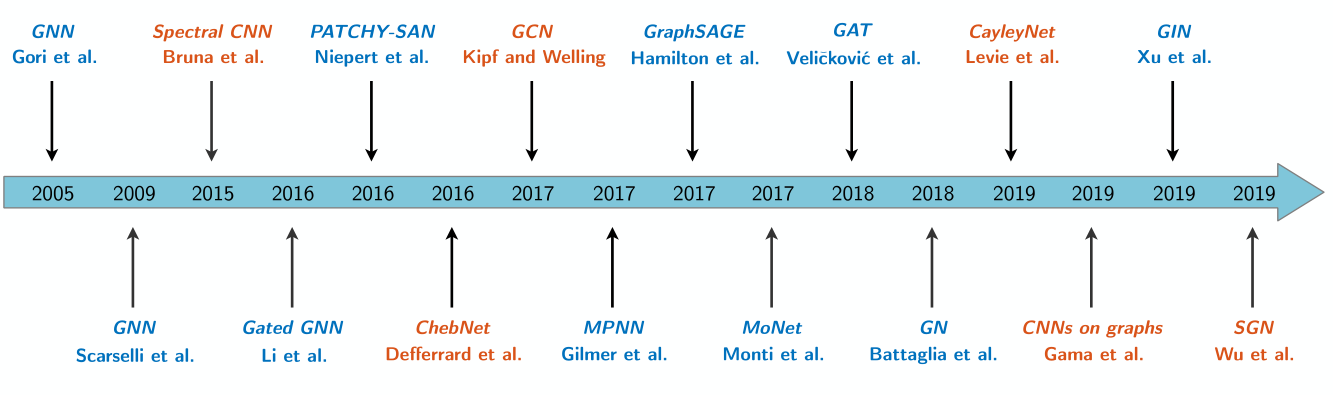 GNN
Gori et al.
Spectral CNN
Bruna et al.
PATCHY-SAN
Niepert et al.
GCN
Kipf and Welling
GraphSAGE
Hamilton et al.
GAT
Veličković et al.
CayleyNet
Levie et al.
GIN
Xu et al.
2005 2009 2015 2016 2016 2016 2017 2017 2017 2017 2018 2018 2019 2019 2019 2019
GNN
Scarselli et al.
Gated GNN
Li et al.
ChebNet
Defferrard et al.
MPNN
Gilmer et al.
MoNet
Monti et al.
GN
Battaglia et al.
CNNs on graphs
Gama et al.
SGN
Wu et al.